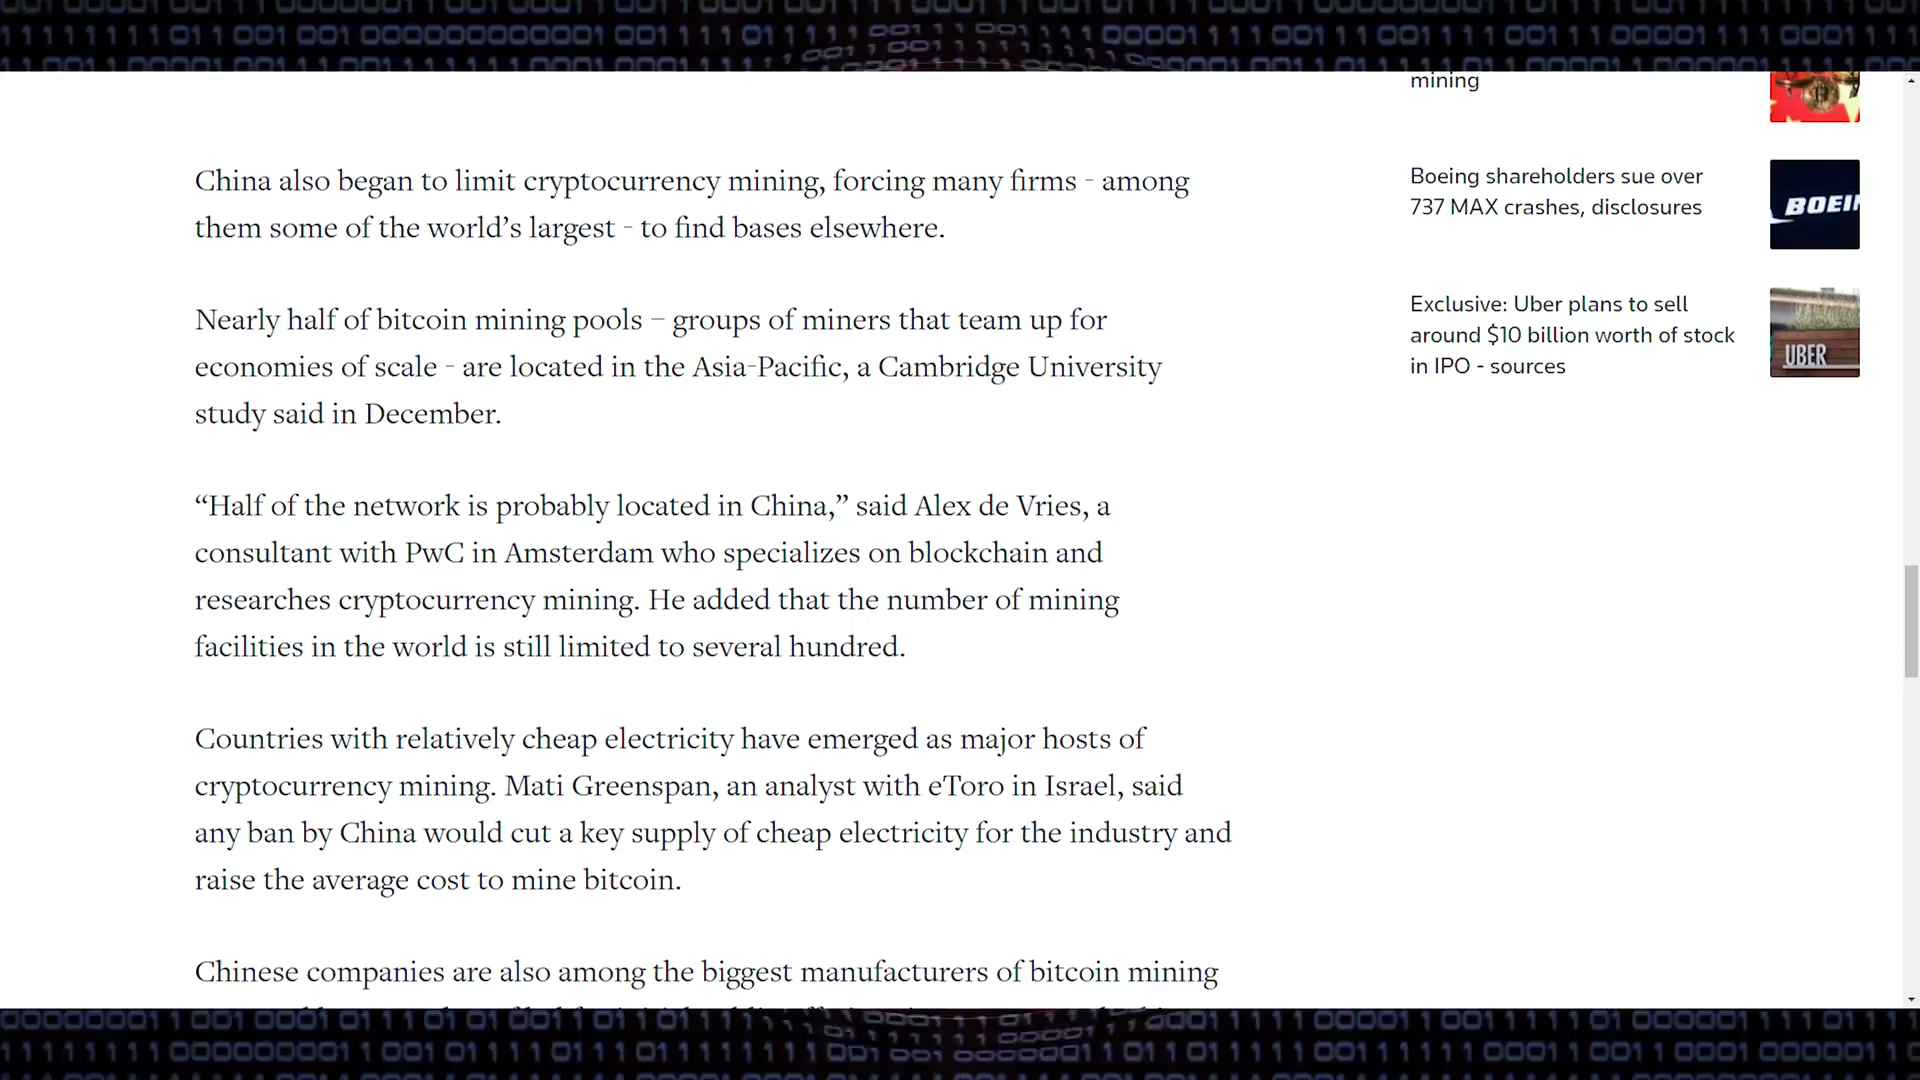 China also began to limit cryptocurrency mining, forcing many firms - among
them some of the world’s largest - to find bases elsewhere.
Nearly half of bitcoin mining pools – groups of miners that team up for
economies of scale - are located in the Asia-Pacific, a Cambridge University
study said in December.
“Half of the network is probably located in China,” said Alex de Vries, a
consultant with PwC in Amsterdam who specializes on blockchain and
researches cryptocurrency mining. He added that the number of mining
facilities in the world is still limited to several hundred.
Countries with relatively cheap electricity have emerged as major hosts of
cryptocurrency mining. Mati Greenspan, an analyst with eToro in Israel, said
any ban by China would cut a key supply of cheap electricity for the industry and
raise the average cost to mine bitcoin.
Chinese companies are also among the biggest manufacturers of bitcoin mining
mining
Boeing shareholders sue over
737 MAX crashes, disclosures
Exclusive: Uber plans to sell
around $10 billion worth of stock
in IPO - sources
UBER